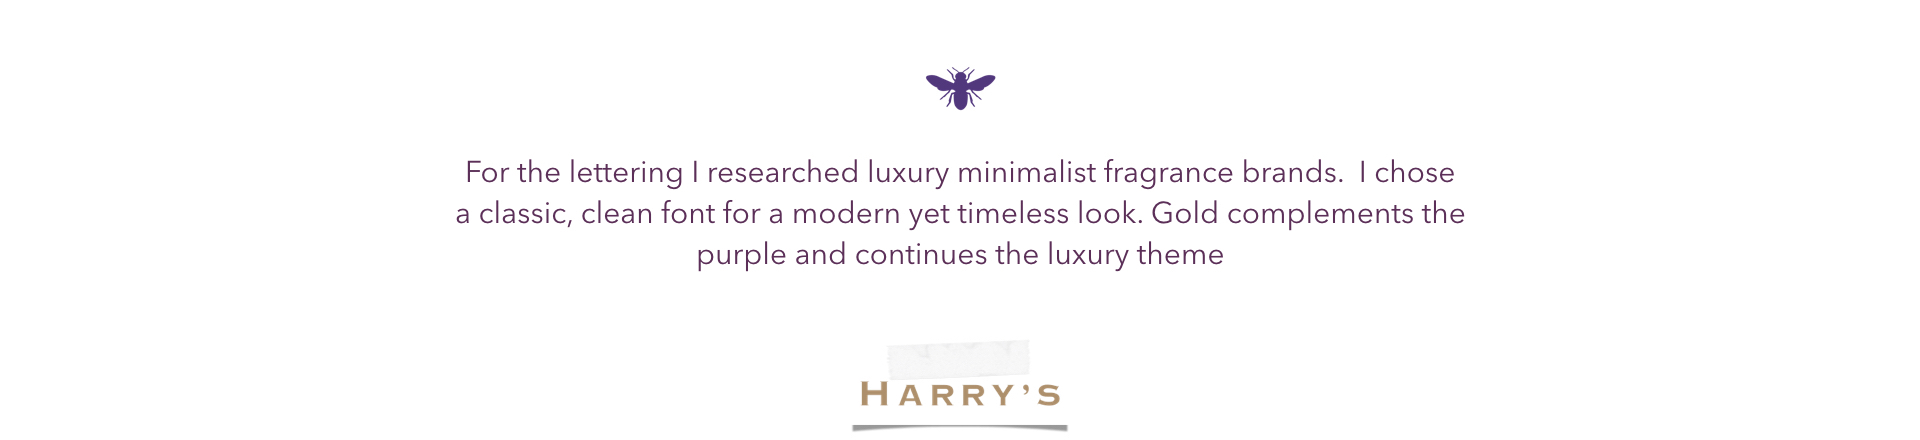 For the lettering I researched luxury minimalist fragrance brands.  I chose
a classic, clean font for a modern yet timeless look. Gold complements the
purple and continues the luxury theme
HARRY’S